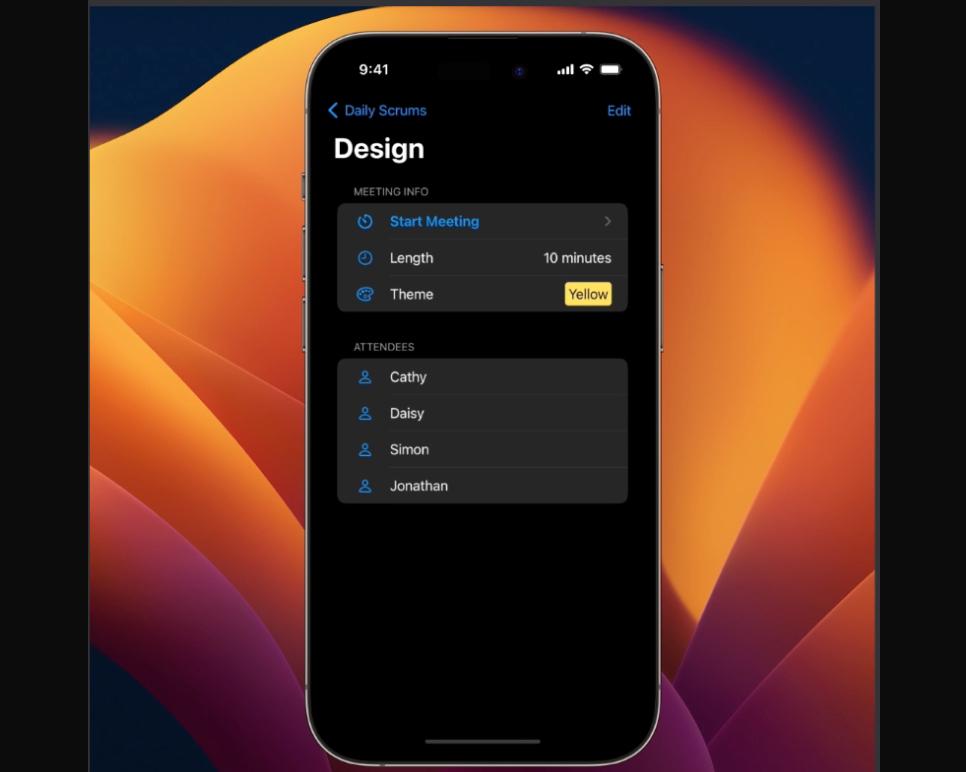 9:41
Daily Scrums
Edit
Design
MEETING INFO
Start Meeting
Length 10 minutes
Theme Yellow
ATTENDEES
Cathy
Daisy
Simon
Jonathan